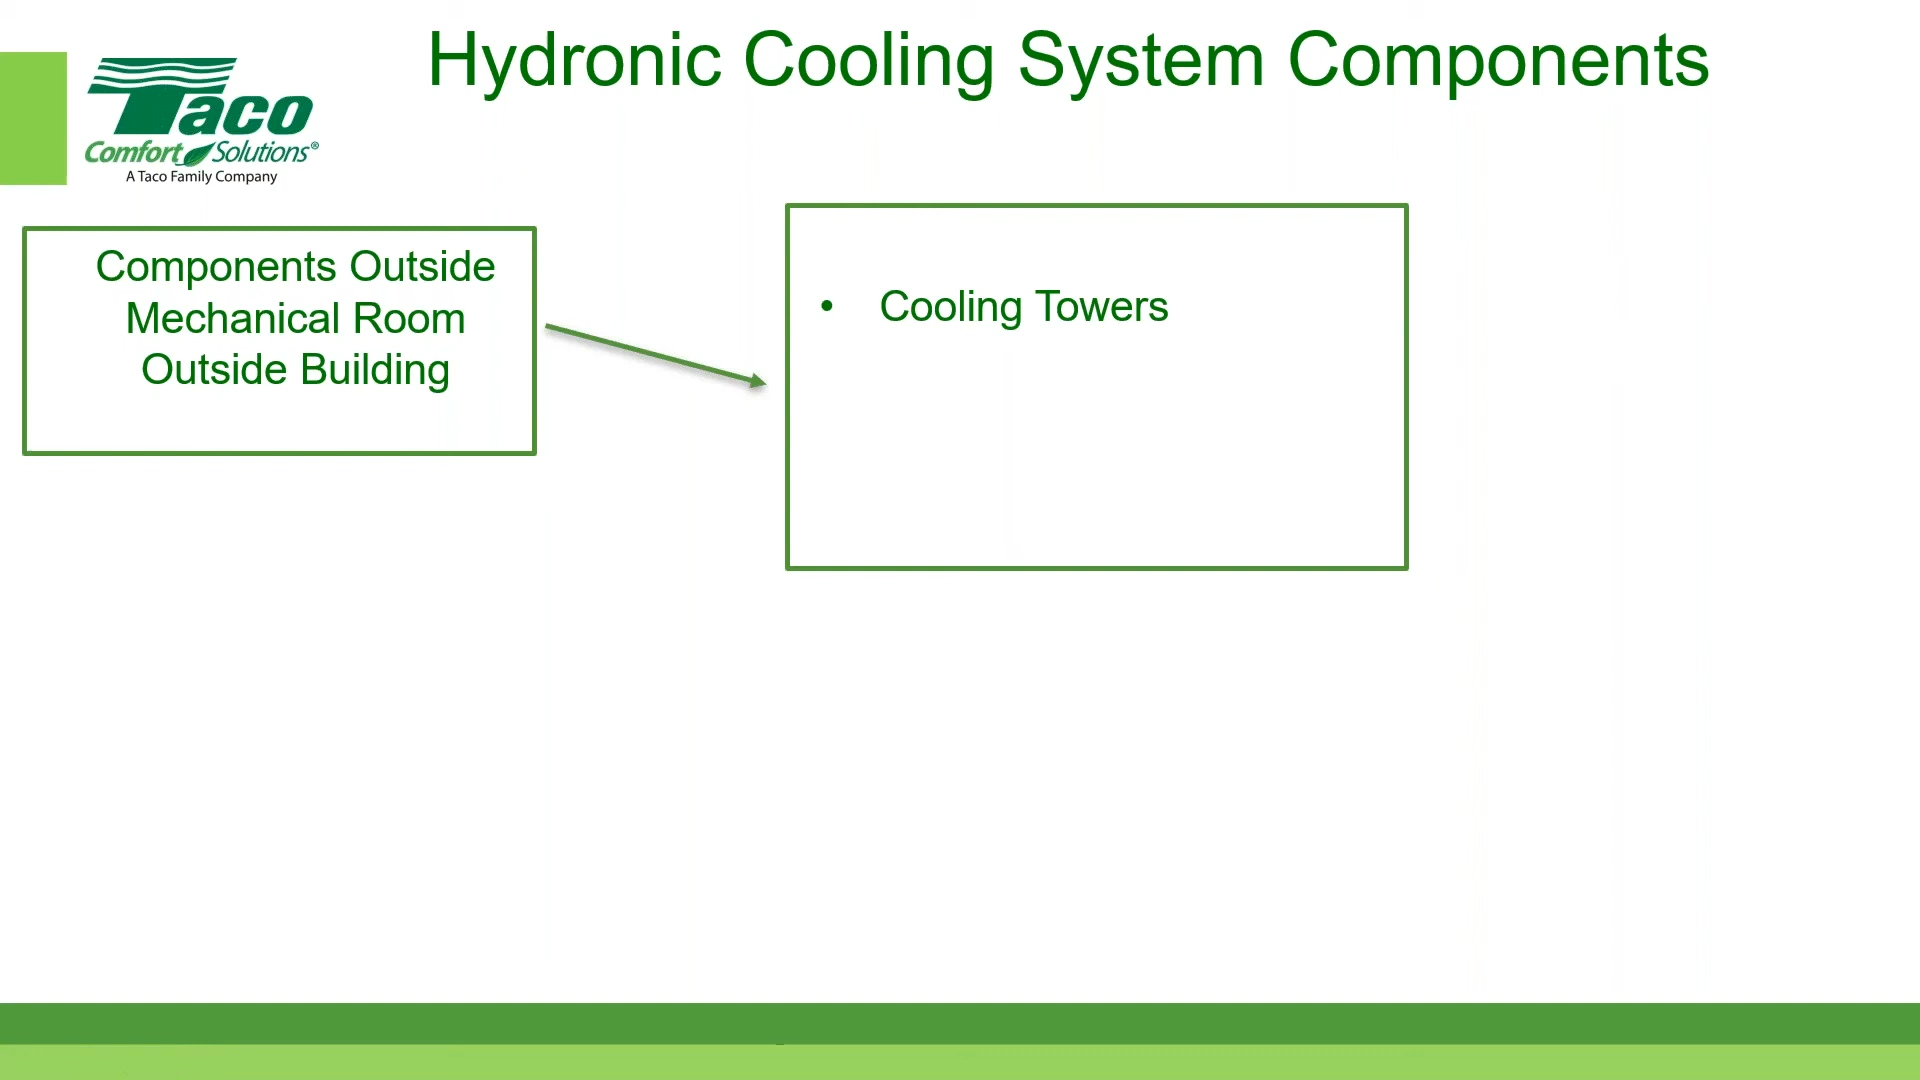 Hydronic Cooling System Components
Taco
Comfort Solutions®
A Taco Family Company
Components Outside
Mechanical Room
Outside Building
• Cooling Towers